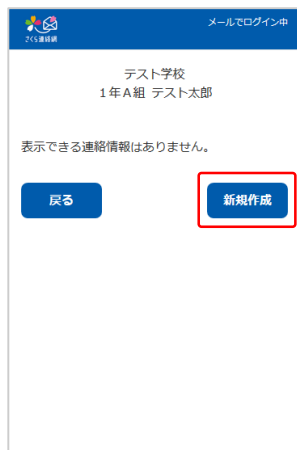 さくら連絡網
メールでログイン中
テスト学校
1年A組 テスト太郎
表示できる連絡情報はありません。
戻る
新規作成